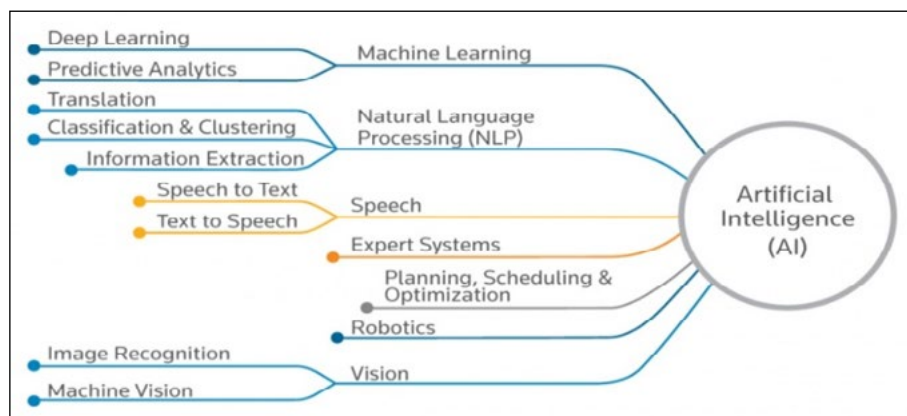 Deep Learning
Predictive Analytics
Machine Learning
Translation
Classification & Clustering
Information Extraction
Natural Language
Processing (NLP)
Speech to Text
Text to Speech
Speech
Expert Systems
Planning, Scheduling &
Optimization
Robotics
Image Recognition
Machine Vision
Vision
Artificial
Intelligence
(AI)